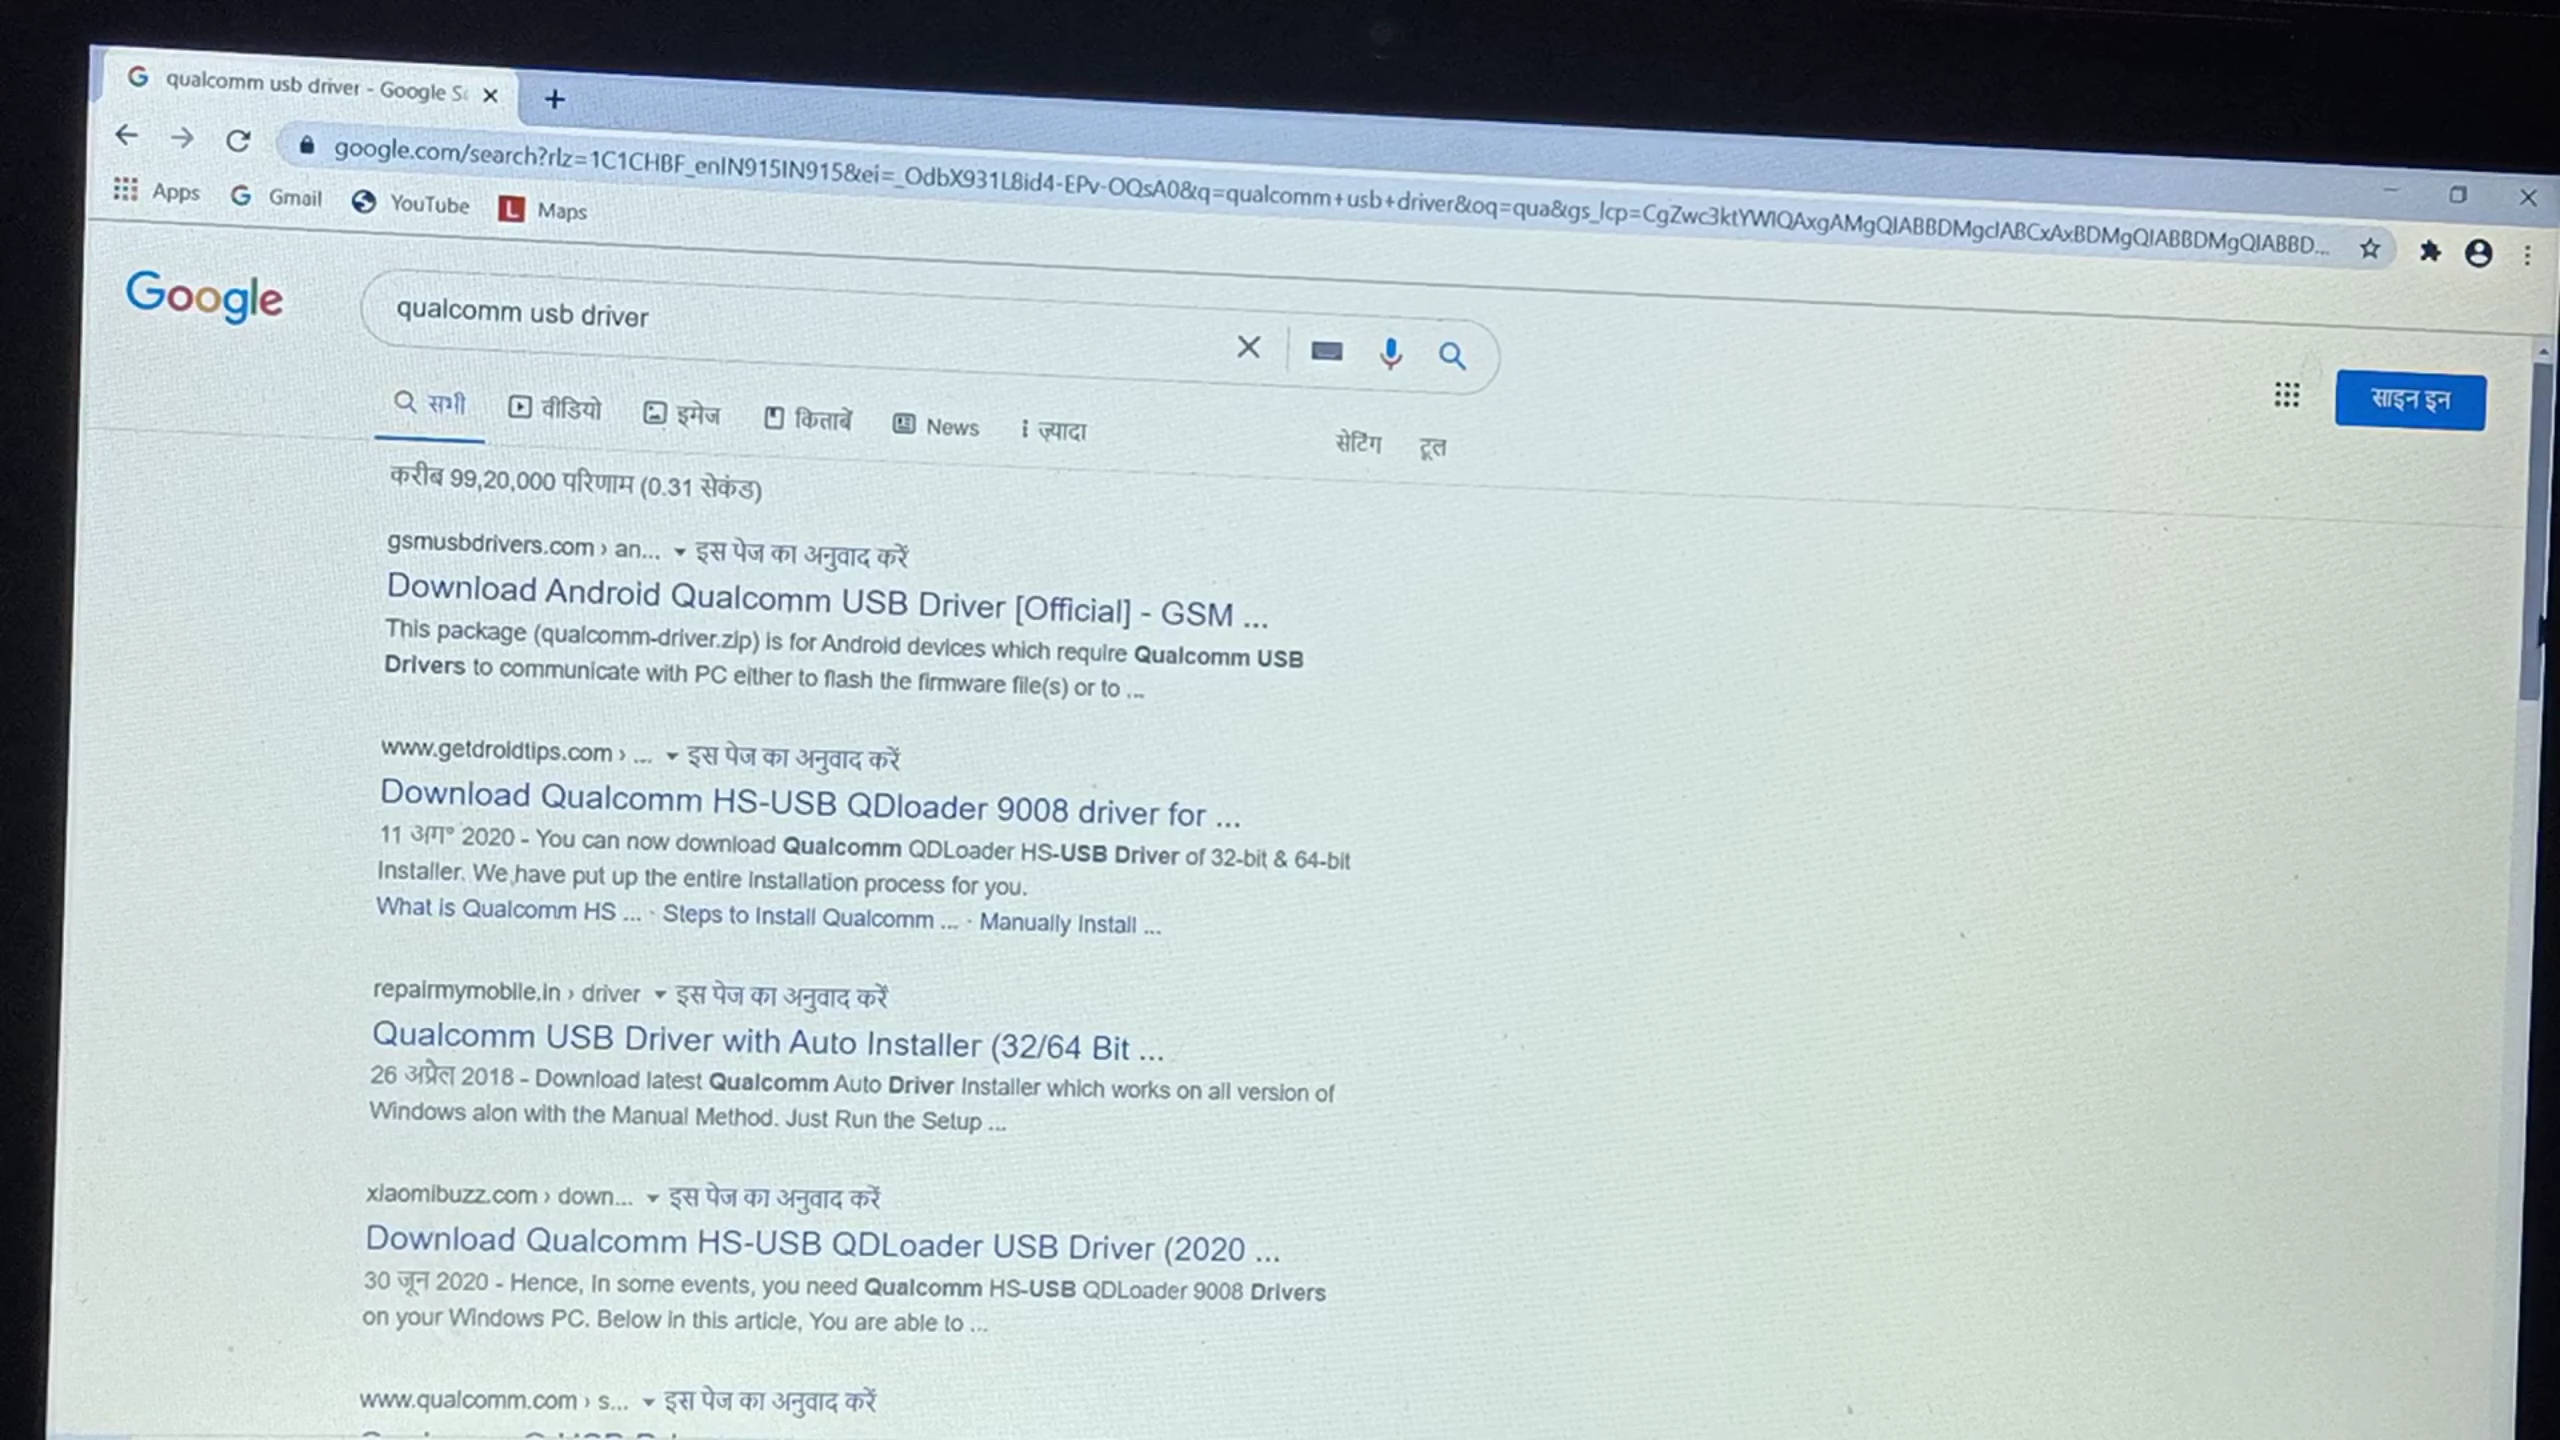 qualcomm usb driver - Google Se
google.com/search?rlz=1C1CHBF_enIN915IN915&ei=_OdbX931L8id4-EPv-OQsA0&q=qualcomm+usb+driver&oq=qua&gs_lcp=CgZwc3ktYWIQAxgAMgQIABBDMgcIABCxAxBDMgQIABBDMgQIABBD...
Apps Gmail YouTube L Maps
Google
qualcomm usb driver
सभी वीडियो इमेज किताबें News ज़्यादा सेटिंग टूल
साइन इन
करीब 99,20,000 परिणाम (0.31 सेकंड)
gsmusbdrivers.com › an... इस पेज का अनुवाद करें
Download Android Qualcomm USB Driver [Official] - GSM ...
This package (qualcomm-driver.zip) is for Android devices which require Qualcomm USB
Drivers to communicate with PC either to flash the firmware file(s) or to ...
www.getdroidtips.com › ... इस पेज का अनुवाद करें
Download Qualcomm HS-USB QDloader 9008 driver for ...
11 अग॰ 2020 - You can now download Qualcomm QDLoader HS-USB Driver of 32-bit & 64-bit
Installer. We have put up the entire installation process for you.
What is Qualcomm HS ... · Steps to Install Qualcomm ... · Manually Install ...
repairmymobile.in › driver इस पेज का अनुवाद करें
Qualcomm USB Driver with Auto Installer (32/64 Bit ...
26 अप्रैल 2018 - Download latest Qualcomm Auto Driver Installer which works on all version of
Windows alon with the Manual Method. Just Run the Setup ...
xiaomibuzz.com › down... इस पेज का अनुवाद करें
Download Qualcomm HS-USB QDLoader USB Driver (2020 ...
30 जून 2020 - Hence, In some events, you need Qualcomm HS-USB QDLoader 9008 Drivers
on your Windows PC. Below in this article, You are able to ...
www.qualcomm.com › s... इस पेज का अनुवाद करें